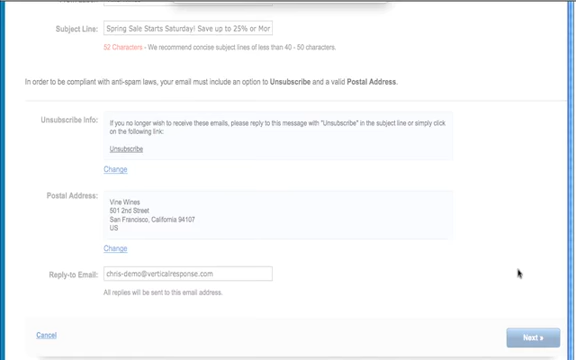 Subject Line: Spring Sale Starts Saturday! Save up to 25% or Mor
52 Characters - We recommend concise subject lines of less than 40 - 50 characters.
In order to be compliant with anti-spam laws, your email must include an option to Unsubscribe and a valid Postal Address.
Unsubscribe Info: If you no longer wish to receive these emails, please reply to this message with "Unsubscribe" in the subject line or simply click
on the following link:
Unsubscribe
Change
Postal Address: Vine Wines
501 2nd Street
San Francisco, California 94107
US
Change
Reply-to Email: chris-demo@verticalresponse.com
All replies will be sent to this email address.
Cancel
Next »